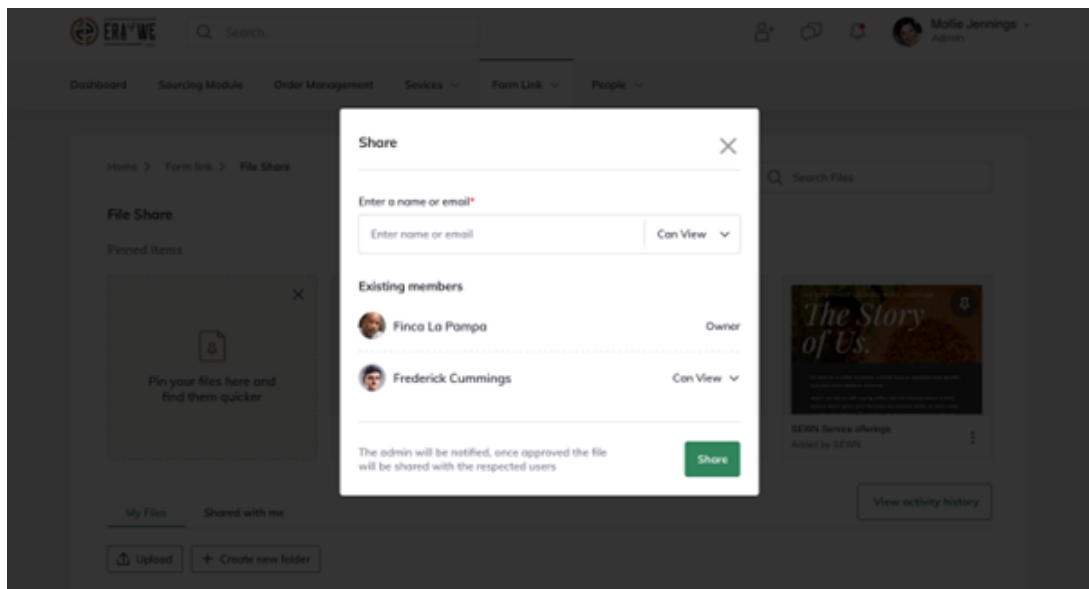 ERA OF WE
Search..
Mollie Jennings
Admin
Dashboard
Sourcing Module
Order Management
Sevices
Form Link
People
Home > Form link > File Share
Search Files
File Share
Pinned Items
Pin your files here and
find them quicker
Share
Enter a name or email*
Enter name or email
Can View
Existing members
Finca La Pampa
Owner
Frederick Cummings
Can View
The admin will be notified, once approved the file
will be shared with the respected users
Share
The Story
of Us.
SEWN Service offerings
Added by SEWN
View activity history
My Files
Shared with me
Upload
+ Create new folder